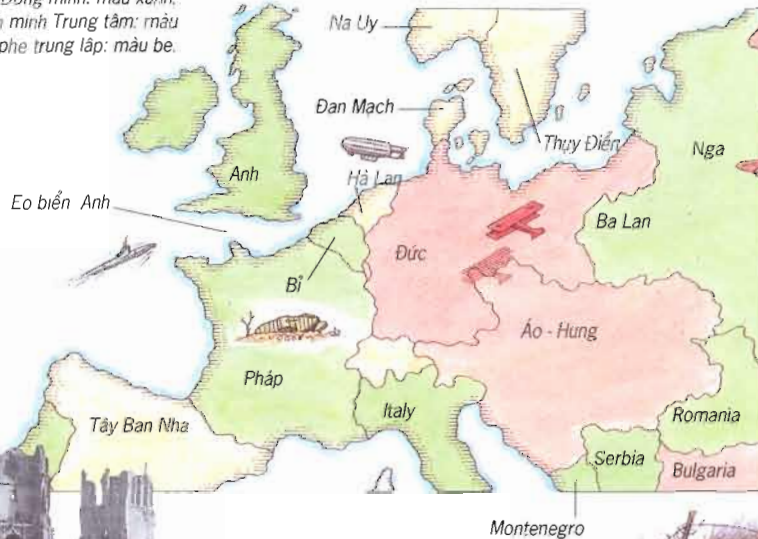 Đồng minh: màu xanh.
minh Trung tâm: màu
phe trung lập: màu be.
Na Uy
Đan Mạch
Thụy Điển
Nga
Anh
Hà Lan
Eo biển Anh
Ba Lan
Đức
Bỉ
Áo - Hung
Pháp
Italy
Tây Ban Nha
Romania
Serbia
Bulgaria
Montenegro